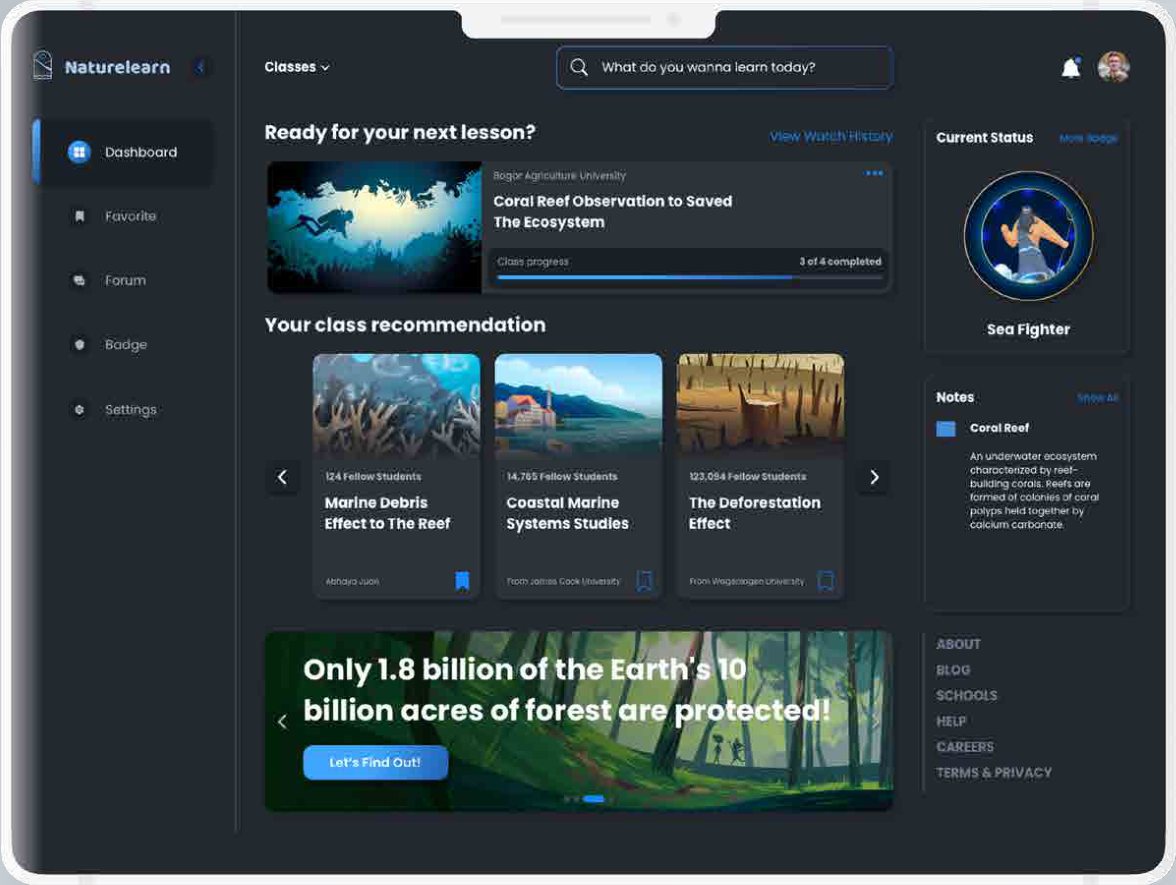 Naturelearn
Dashboard
Favorite
Forum
Badge
Settings
Classes
What do you wanna learn today?
Ready for your next lesson?
View Watch History
Bogor Agriculture University
Coral Reef Observation to Saved
The Ecosystem
Class progress
3 of 4 completed
Your class recommendation
124 Fellow Students
Marine Debris
Effect to The Reef
Abhaya Juan
14,765 Fellow Students
Coastal Marine
Systems Studies
From James Cook University
123,094 Fellow Students
The Deforestation
Effect
From Wageningen University
Only 1.8 billion of the Earth's 10
billion acres of forest are protected!
Let's Find Out!
Current Status
More Badge
Sea Fighter
Notes
Show All
Coral Reef
An underwater ecosystem
characterized by reef-
building corals. Reefs are
formed of colonies of coral
polyps held together by
calcium carbonate.
ABOUT
BLOG
SCHOOLS
HELP
CAREERS
TERMS & PRIVACY